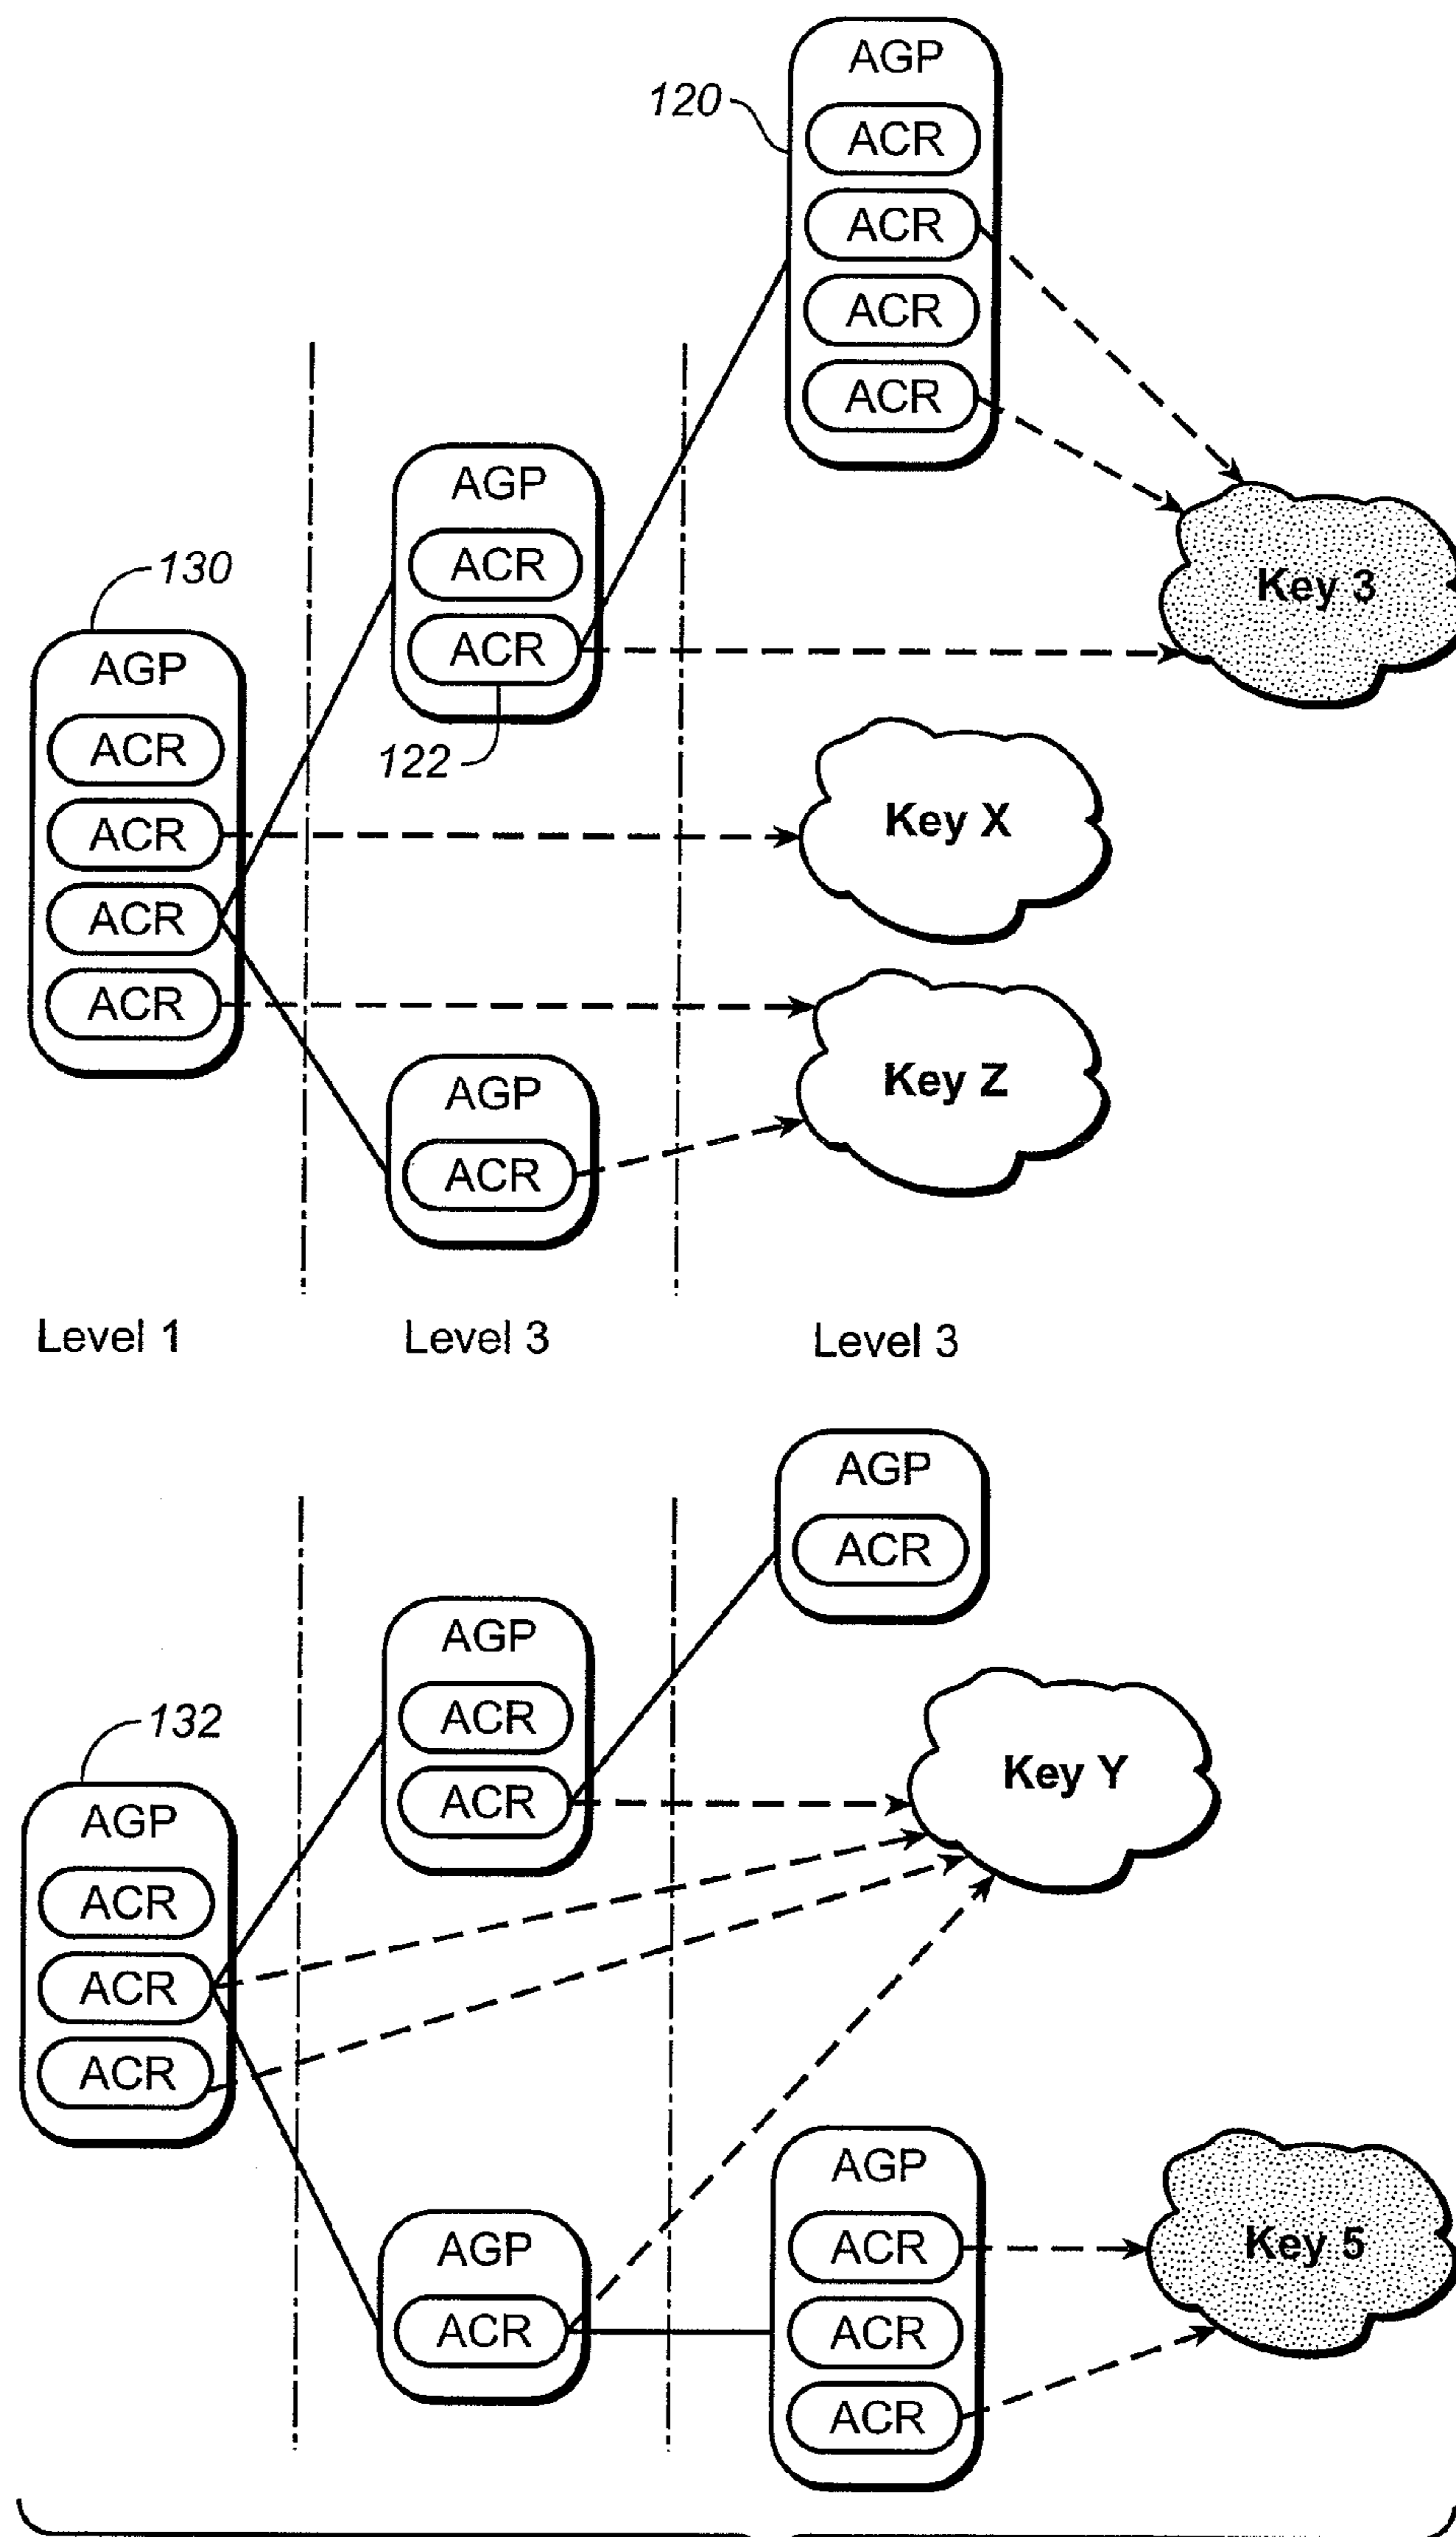 AGP
120
ACR
ACR
ACR
ACR
AGP
ACR
ACR
122
Key 3
130
AGP
ACR
ACR
ACR
ACR
Key X
Key Z
AGP
ACR
Level 1
Level 3
Level 3
AGP
ACR
AGP
ACR
ACR
Key Y
132
AGP
ACR
ACR
ACR
AGP
ACR
AGP
ACR
ACR
ACR
Key 5